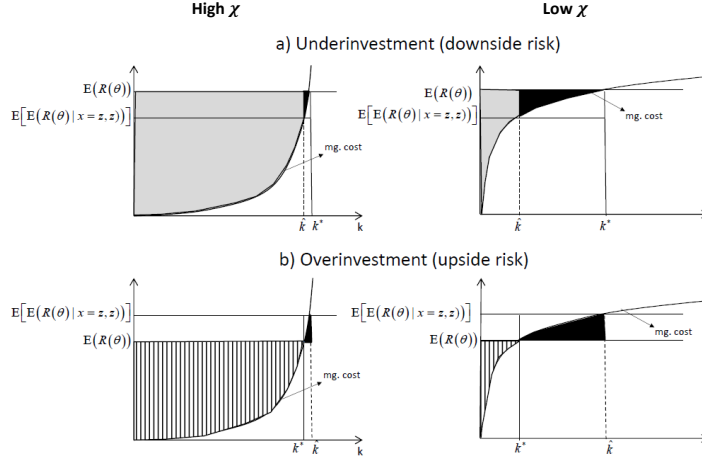 High χ
Low χ
a) Underinvestment (downside risk)
E(R(θ))
E[E(R(θ) | x = z, z))]
mg. cost
k̂
k*
k
E(R(θ))
E[E(R(θ) | x = z, z))]
mg. cost
k̂
k*
b) Overinvestment (upside risk)
E[E(R(θ) | x = z, z))]
E(R(θ))
mg. cost
k*
k̂
k
E[E(R(θ) | x = z, z))]
E(R(θ))
mg. cost
k*
k̂